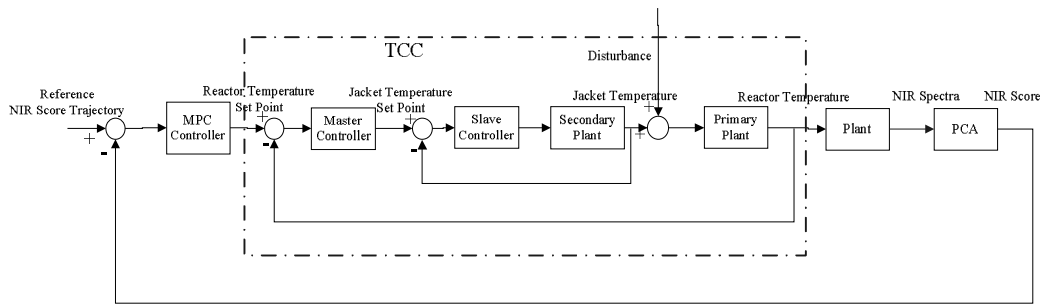 TCC
Disturbance
Reference
NIR Score Trajectory
+
-
MPC
Controller
Reactor Temperature
Set Point
+
-
Master
Controller
Jacket Temperature
Set Point
+
-
Slave
Controller
Secondary
Plant
Jacket Temperature
+
+
Primary
Plant
Reactor Temperature
Plant
NIR Spectra
PCA
NIR Score